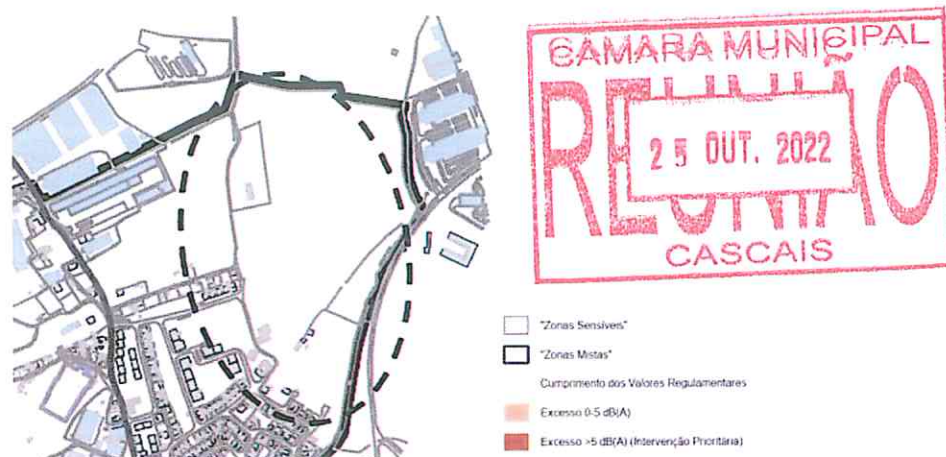 CÂMARA MUNICIPAL
REUNIÃO
25 OUT. 2022
CASCAIS
"Zonas Sensíveis"
"Zonas Mistas"
Cumprimento dos Valores Regulamentares
Excesso 0-5 dB(A)
Excesso >5 dB(A) (Intervenção Prioritária)